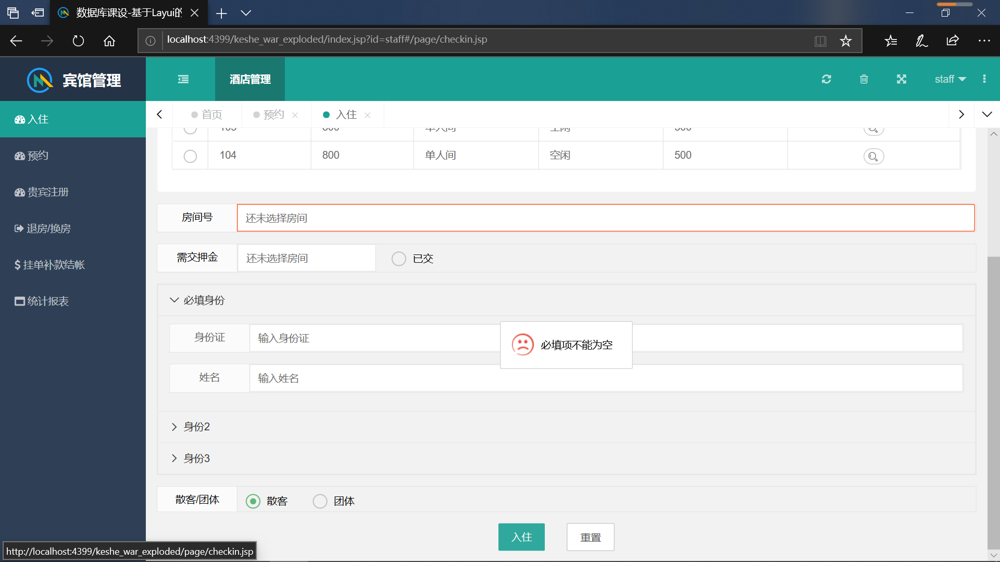 数据库课设-基于Layui的
localhost:4399/keshe_war_exploded/index.jsp?id=staff#/page/checkin.jsp
宾馆管理
酒店管理
staff
入住
预约
贵宾注册
退房/换房
挂单补款结帐
统计报表
首页
预约
入住
104
800
单人间
空闲
500
房间号
还未选择房间
需交押金
还未选择房间
已交
必填身份
身份证
输入身份证
必填项不能为空
姓名
输入姓名
身份2
身份3
散客/团体
散客
团体
入住
重置
http://localhost:4399/keshe_war_exploded/page/checkin.jsp